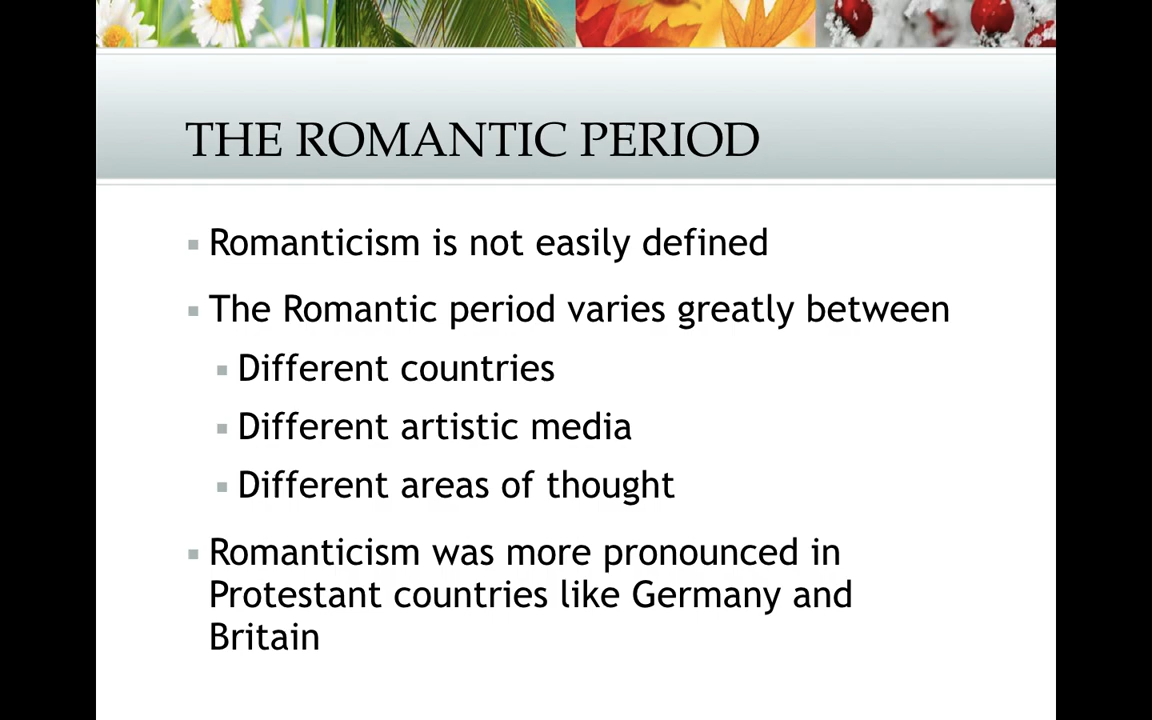 THE ROMANTIC PERIOD
Romanticism is not easily defined
The Romantic period varies greatly between
Different countries
Different artistic media
Different areas of thought
Romanticism was more pronounced in
Protestant countries like Germany and
Britain